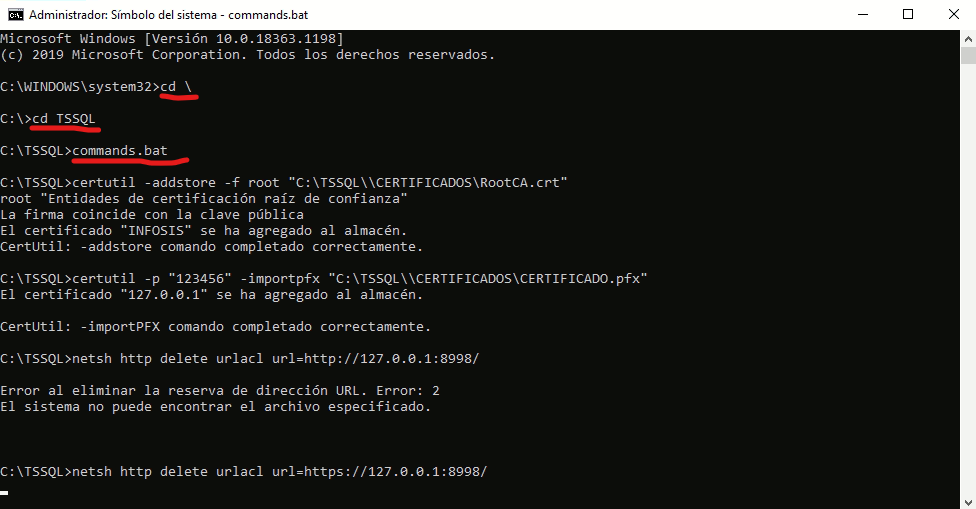 Administrador: Símbolo del sistema - commands.bat
Microsoft Windows [Versión 10.0.18363.1198]
(c) 2019 Microsoft Corporation. Todos los derechos reservados.
C:\WINDOWS\system32>cd \
C:\>cd TSSQL
C:\TSSQL>commands.bat
C:\TSSQL>certutil -addstore -f root "C:\TSSQL\\CERTIFICADOS\RootCA.crt"
root "Entidades de certificación raíz de confianza"
La firma coincide con la clave pública
El certificado "INFOSIS" se ha agregado al almacén.
CertUtil: -addstore comando completado correctamente.
C:\TSSQL>certutil -p "123456" -importpfx "C:\TSSQL\\CERTIFICADOS\CERTIFICADO.pfx"
El certificado "127.0.0.1" se ha agregado al almacén.
CertUtil: -importPFX comando completado correctamente.
C:\TSSQL>netsh http delete urlacl url=http://127.0.0.1:8998/
Error al eliminar la reserva de dirección URL. Error: 2
El sistema no puede encontrar el archivo especificado.
C:\TSSQL>netsh http delete urlacl url=https://127.0.0.1:8998/